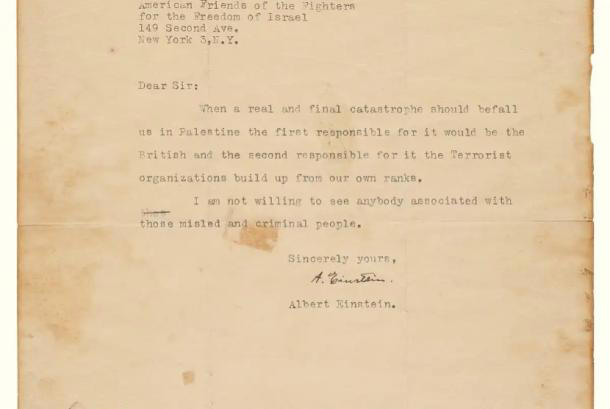 American Friends of the Fighters
for the Freedom of Israel
149 Second Ave.
New York 3,N.Y.
Dear Sir:
When a real and final catastrophe should befall
us in Palestine the first responsible for it would be the
British and the second responsible for it the Terrorist
organizations build up from our own ranks.
I am not willing to see anybody associated with
those misled and criminal people.
Sincerely yours,
A. Einstein.
Albert Einstein.